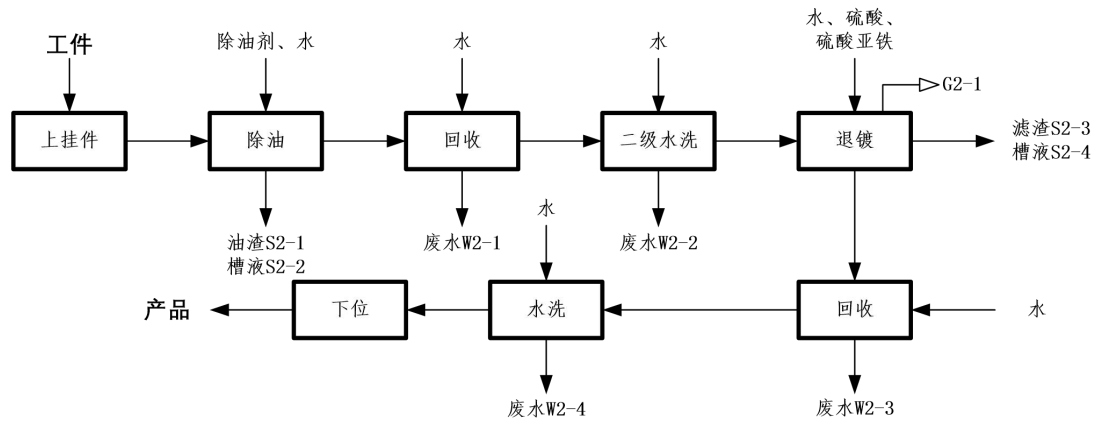 工件
除油剂、水
水
水
水、硫酸、
硫酸亚铁
G2-1
上挂件
除油
回收
二级水洗
退镀
滤渣S2-3
槽液S2-4
油渣S2-1
槽液S2-2
废水W2-1
水
废水W2-2
产品
下位
水洗
回收
水
废水W2-4
废水W2-3